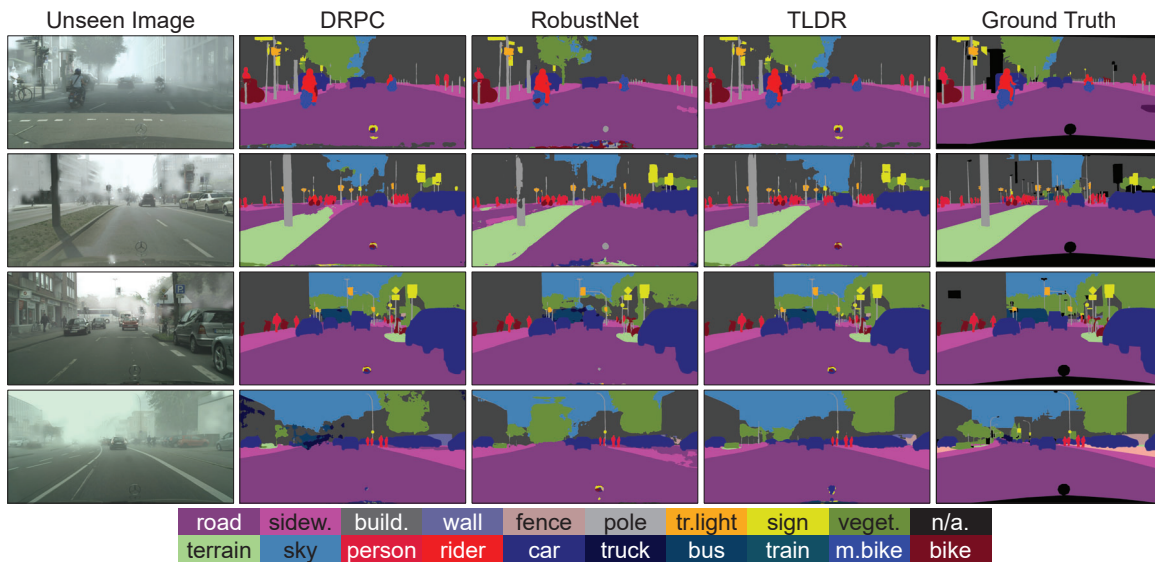 Unseen Image DRPC RobustNet TLDR Ground Truth
road sidew. build. wall fence pole tr.light sign veget. n/a.
terrain sky person rider car truck bus train m.bike bike